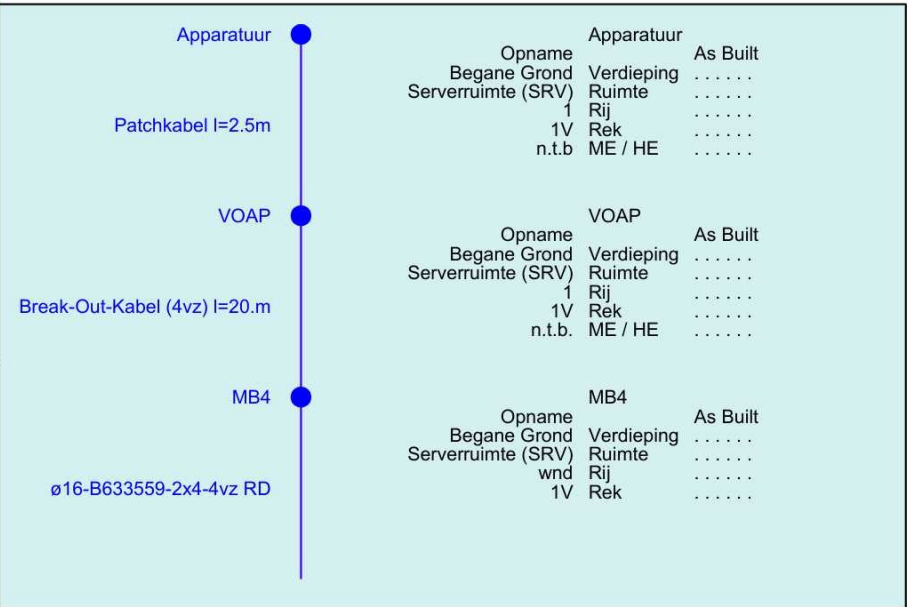 Apparatuur
Apparatuur
Opname As Built
Begane Grond Verdieping . . . . . .
Serverruimte (SRV) Ruimte . . . . . .
1 Rij . . . . . .
Patchkabel l=2.5m
1V Rek . . . . . .
n.t.b ME / HE . . . . . .
VOAP
VOAP
Opname As Built
Begane Grond Verdieping . . . . . .
Serverruimte (SRV) Ruimte . . . . . .
1 Rij . . . . . .
Break-Out-Kabel (4vz) l=20.m
1V Rek . . . . . .
n.t.b. ME / HE . . . . . .
MB4
MB4
Opname As Built
Begane Grond Verdieping . . . . . .
Serverruimte (SRV) Ruimte . . . . . .
wnd Rij . . . . . .
ø16-B633559-2x4-4vz RD
1V Rek . . . . . .